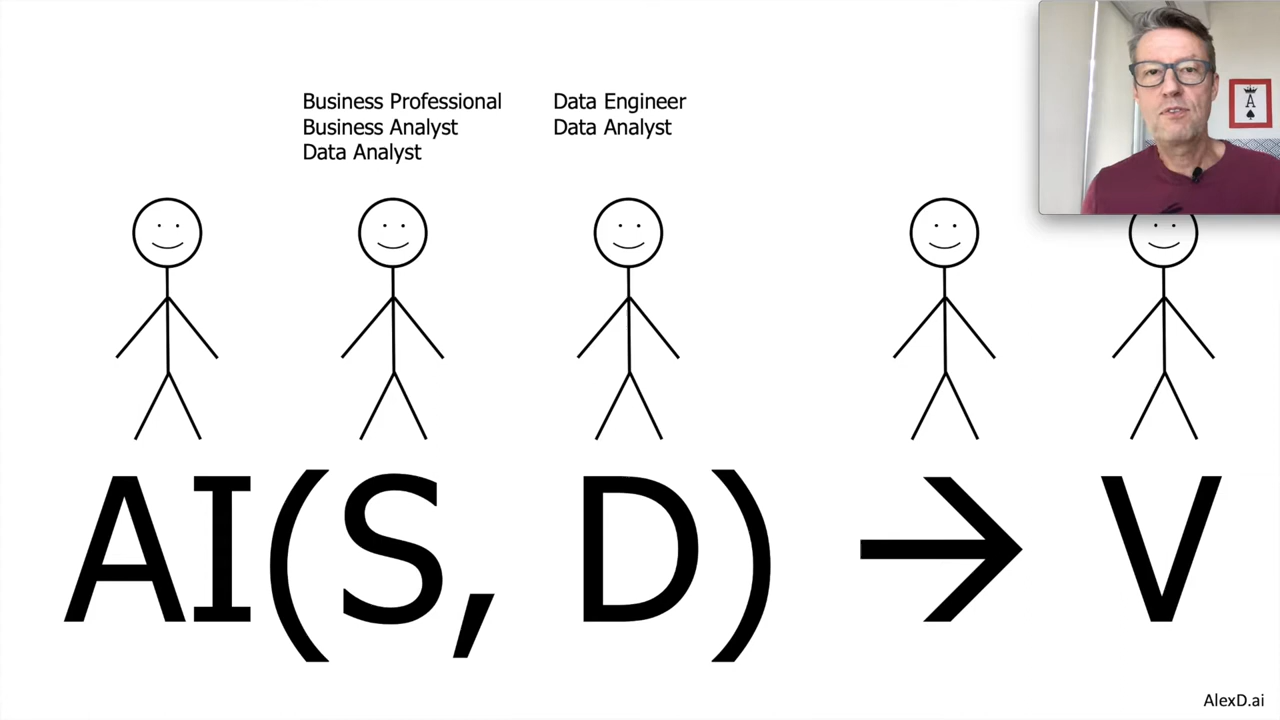 Business Professional
Business Analyst
Data Analyst
Data Engineer
Data Analyst
A
AI(S, D) → V
AlexD.ai